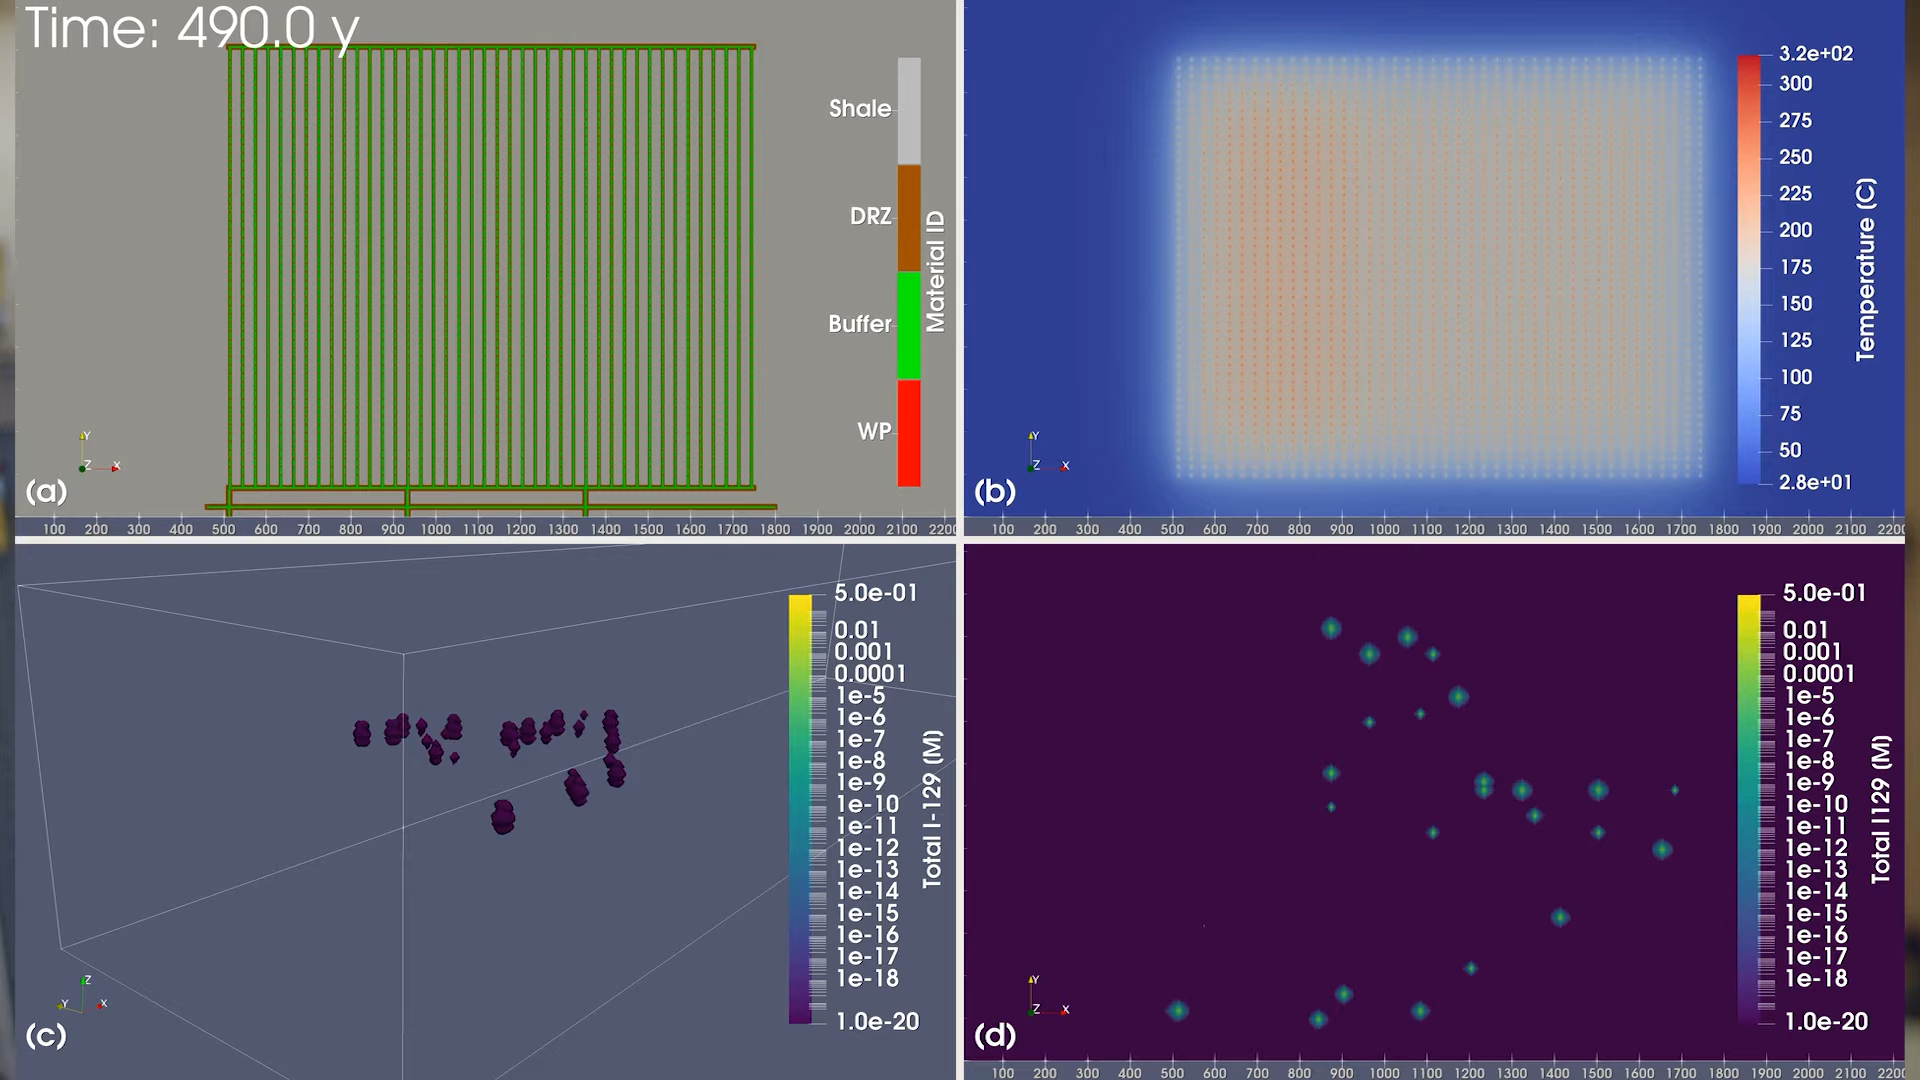 Time: 490.0 y
Shale
DRZ
Buffer
WP
Material ID
Y
Z X
(a)
100 200 300 400 500 600 700 800 900 1000 1100 1200 1300 1400 1500 1600 1700 1800 1900 2000 2100 2200
3.2e+02
300
275
250
225
200
175
150
125
100
75
50
2.8e+01
Temperature (C)
Y
Z X
(b)
100 200 300 400 500 600 700 800 900 1000 1100 1200 1300 1400 1500 1600 1700 1800 1900 2000 2100 2200
5.0e-01
0.01
0.001
0.0001
1e-5
1e-6
1e-7
1e-8
1e-9
1e-10
1e-11
1e-12
1e-13
1e-14
1e-15
1e-16
1e-17
1e-18
1.0e-20
Total I-129 (M)
Z
Y X
(c)
5.0e-01
0.01
0.001
0.0001
1e-5
1e-6
1e-7
1e-8
1e-9
1e-10
1e-11
1e-12
1e-13
1e-14
1e-15
1e-16
1e-17
1e-18
1.0e-20
Total I129 (M)
Y
Z X
(d)
100 200 300 400 500 600 700 800 900 1000 1100 1200 1300 1400 1500 1600 1700 1800 1900 2000 2100 2200